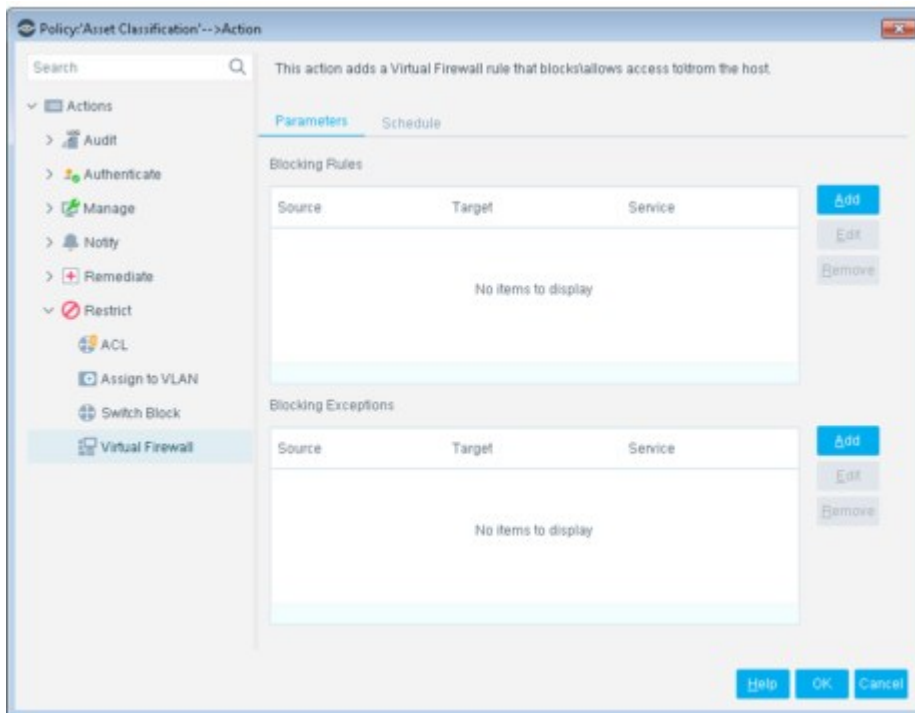 Policy:'Asset Classification'-->Action
Search
This action adds a Virtual Firewall rule that blocks\allows access to\from the host.
Actions
Audit
Authenticate
Manage
Notify
Remediate
Restrict
ACL
Assign to VLAN
Switch Block
Virtual Firewall
Parameters Schedule
Blocking Rules
Source Target Service
No items to display
Add
Edit
Remove
Blocking Exceptions
Source Target Service
No items to display
Add
Edit
Remove
Help OK Cancel